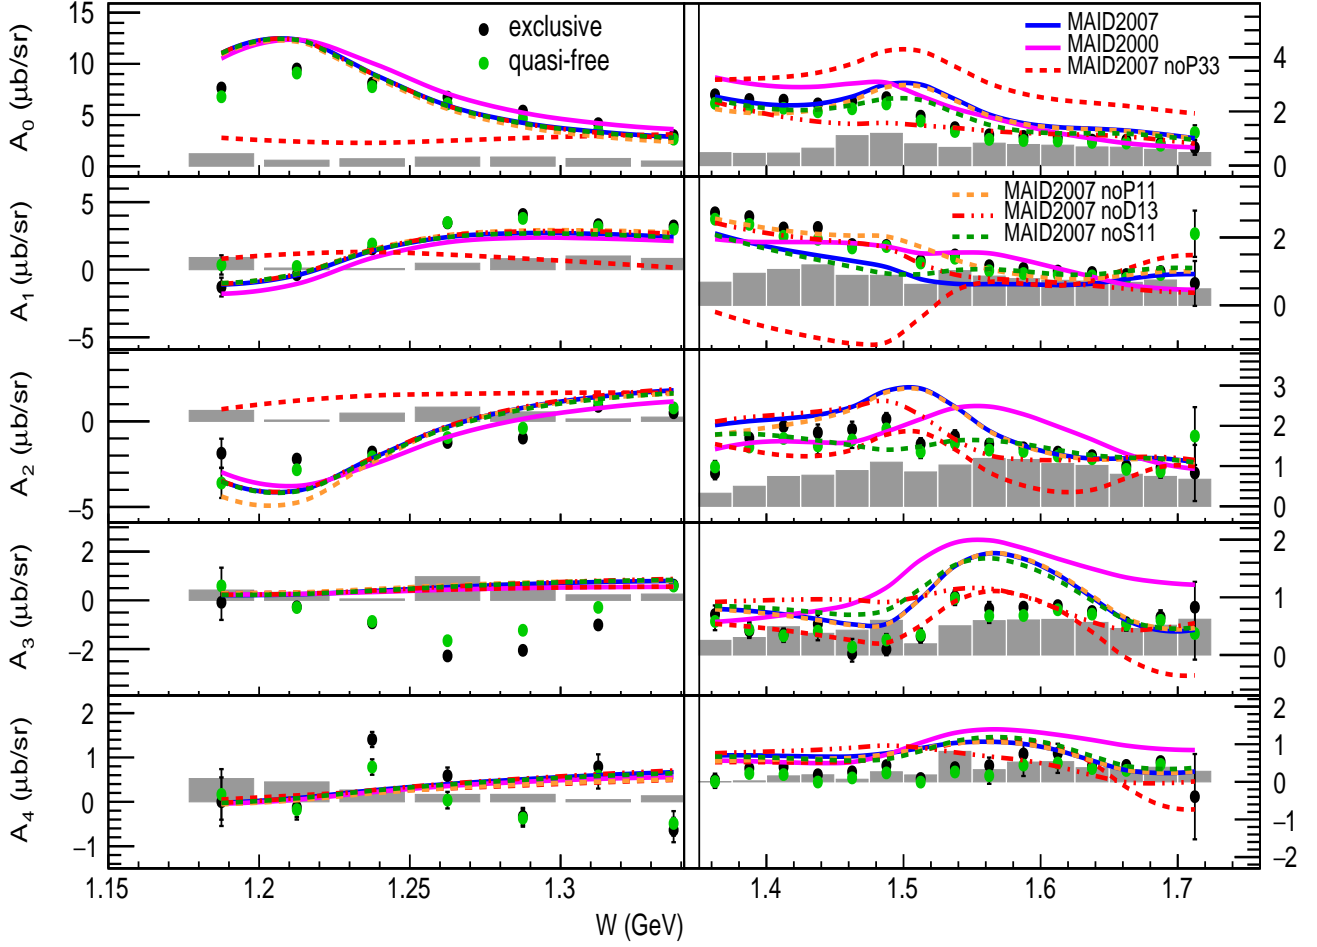 A0 (μb/sr)
15
10
5
0
exclusive
quasi-free
MAID2007
MAID2000
MAID2007 noP33
4
2
0
A1 (μb/sr)
5
0
−5
MAID2007 noP11
MAID2007 noD13
MAID2007 noS11
2
0
A2 (μb/sr)
0
−5
3
2
1
0
A3 (μb/sr)
2
0
−2
2
1
0
A4 (μb/sr)
2
1
0
−1
2
1
0
−1
−2
1.15 1.2 1.25 1.3 1.4 1.5 1.6 1.7
W (GeV)